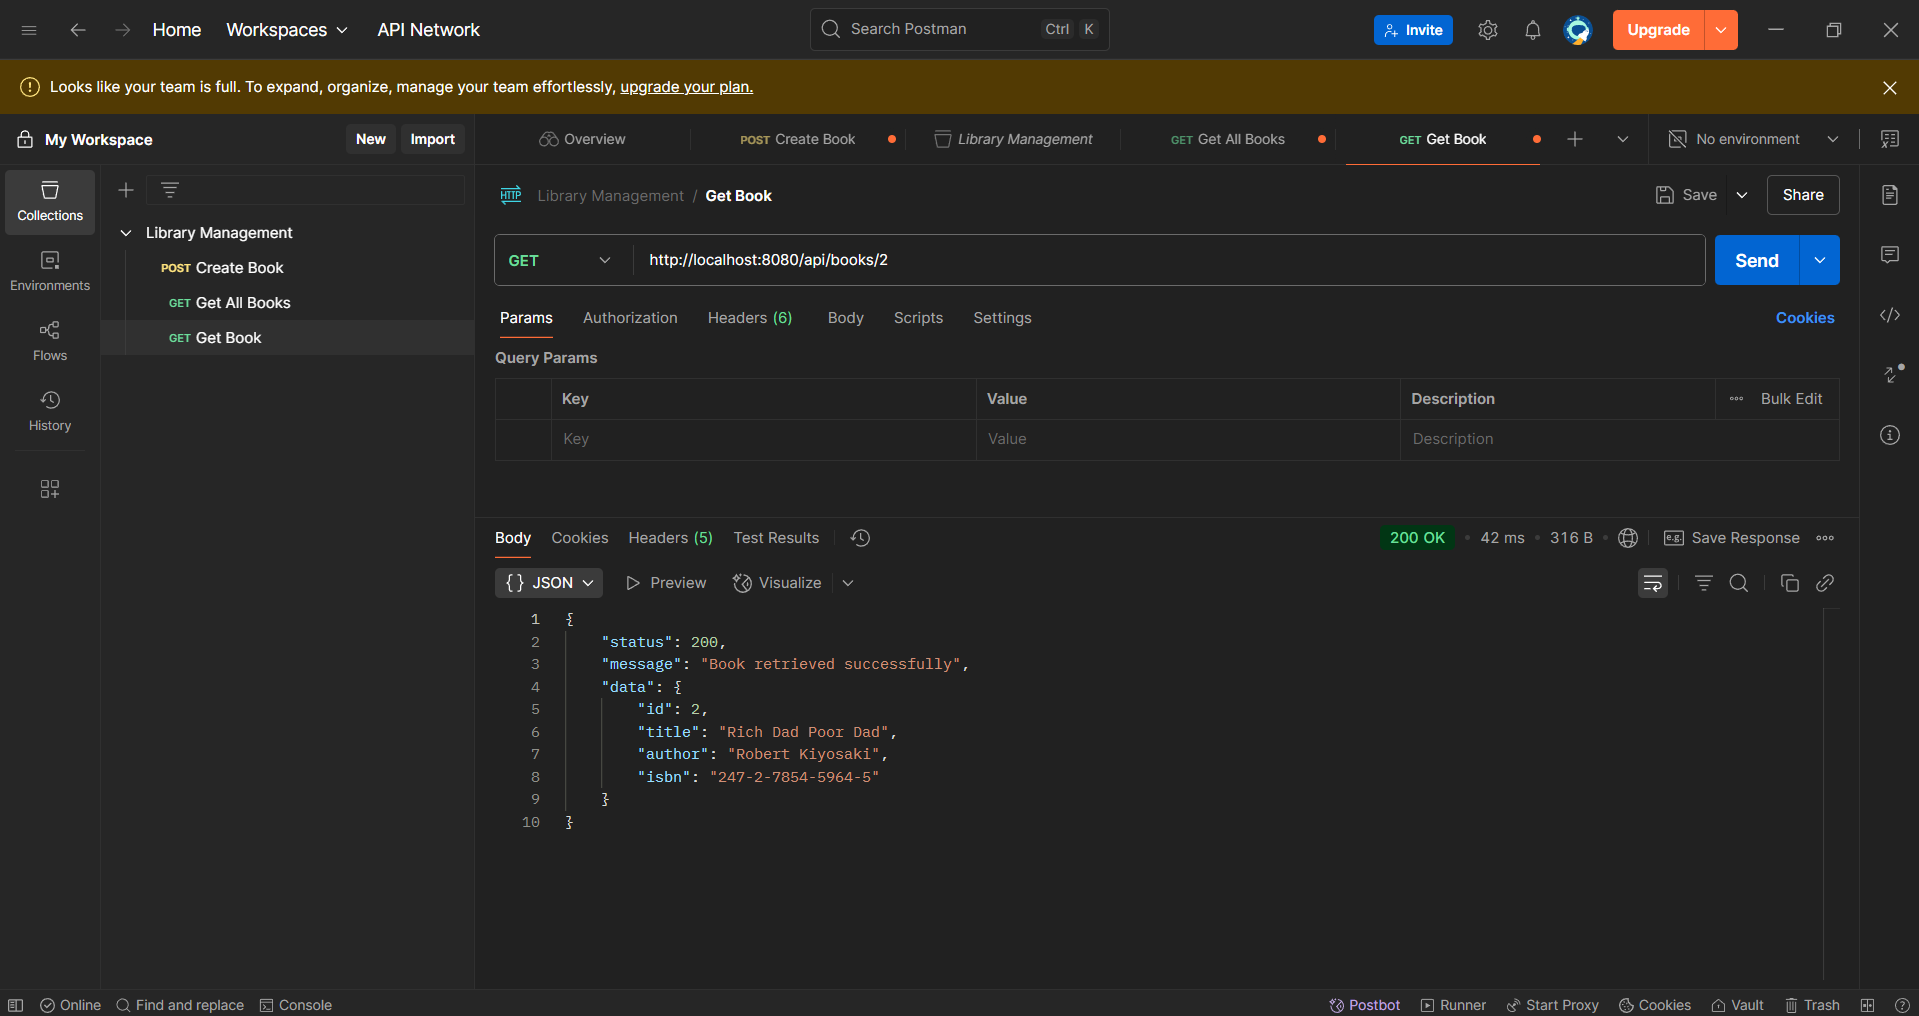 Home Workspaces API Network Search Postman Ctrl K Invite Upgrade
Looks like your team is full. To expand, organize, manage your team effortlessly, upgrade your plan.
My Workspace New Import Overview POST Create Book Library Management GET Get All Books GET Get Book No environment
Collections
Environments
Flows
History
Library Management
POST Create Book
GET Get All Books
GET Get Book
HTTP Library Management / Get Book Save Share
GET http://localhost:8080/api/books/2 Send
Params Authorization Headers (6) Body Scripts Settings Cookies
Query Params
Key Value Description Bulk Edit
Key Value Description
Body Cookies Headers (5) Test Results 200 OK 42 ms 316 B e.g. Save Response
{} JSON Preview Visualize
1 {
2 "status": 200,
3 "message": "Book retrieved successfully",
4 "data": {
5 "id": 2,
6 "title": "Rich Dad Poor Dad",
7 "author": "Robert Kiyosaki",
8 "isbn": "247-2-7854-5964-5"
9 }
10 }
Online Find and replace Console Postbot Runner Start Proxy Cookies Vault Trash